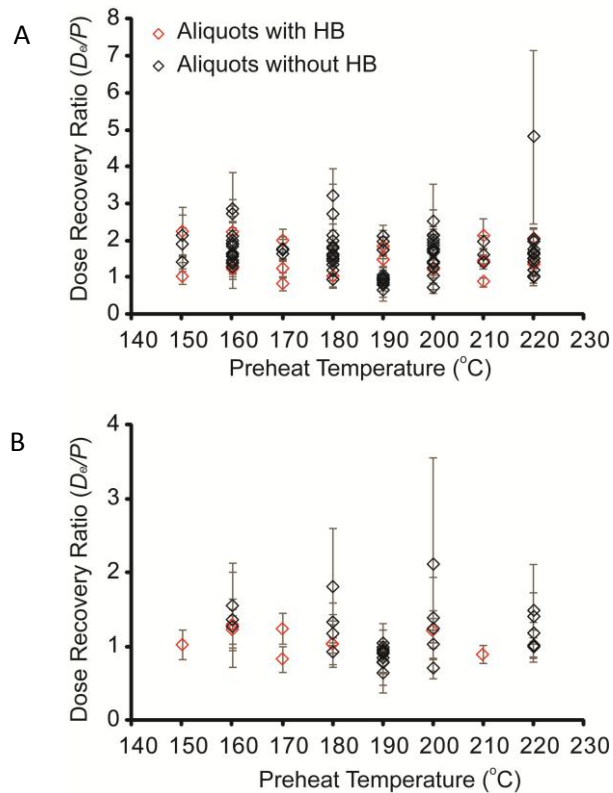 A
Dose Recovery Ratio (Dₑ/P)
8
7
6
5
4
3
2
1
0
Aliquots with HB
Aliquots without HB
140 150 160 170 180 190 200 210 220 230
Preheat Temperature (°C)
B
Dose Recovery Ratio (Dₑ/P)
4
3
2
1
0
140 150 160 170 180 190 200 210 220 230
Preheat Temperature (°C)